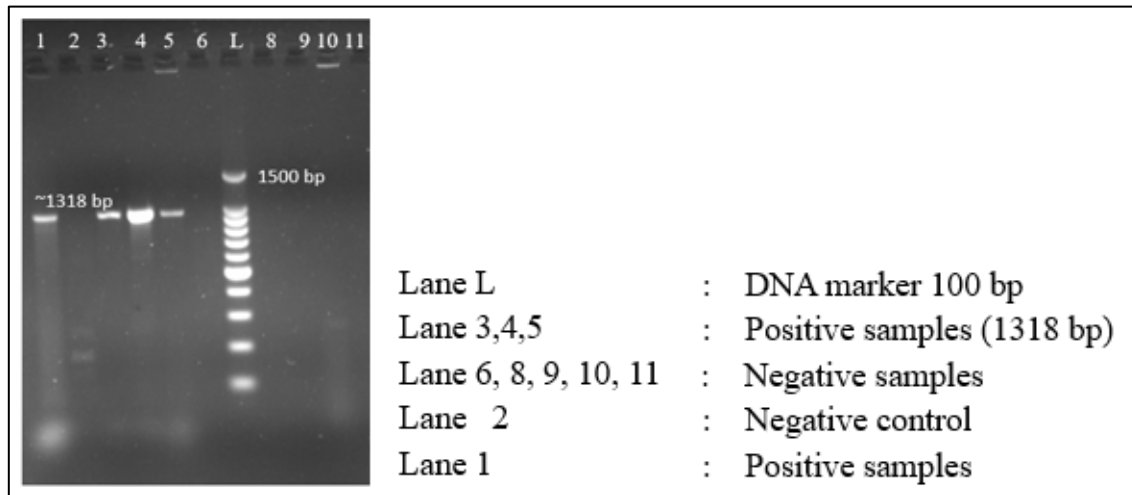 1 2 3 4 5 6 L 8 9 10 11
1500 bp
~1318 bp
Lane L : DNA marker 100 bp
Lane 3,4,5 : Positive samples (1318 bp)
Lane 6, 8, 9, 10, 11 : Negative samples
Lane 2 : Negative control
Lane 1 : Positive samples